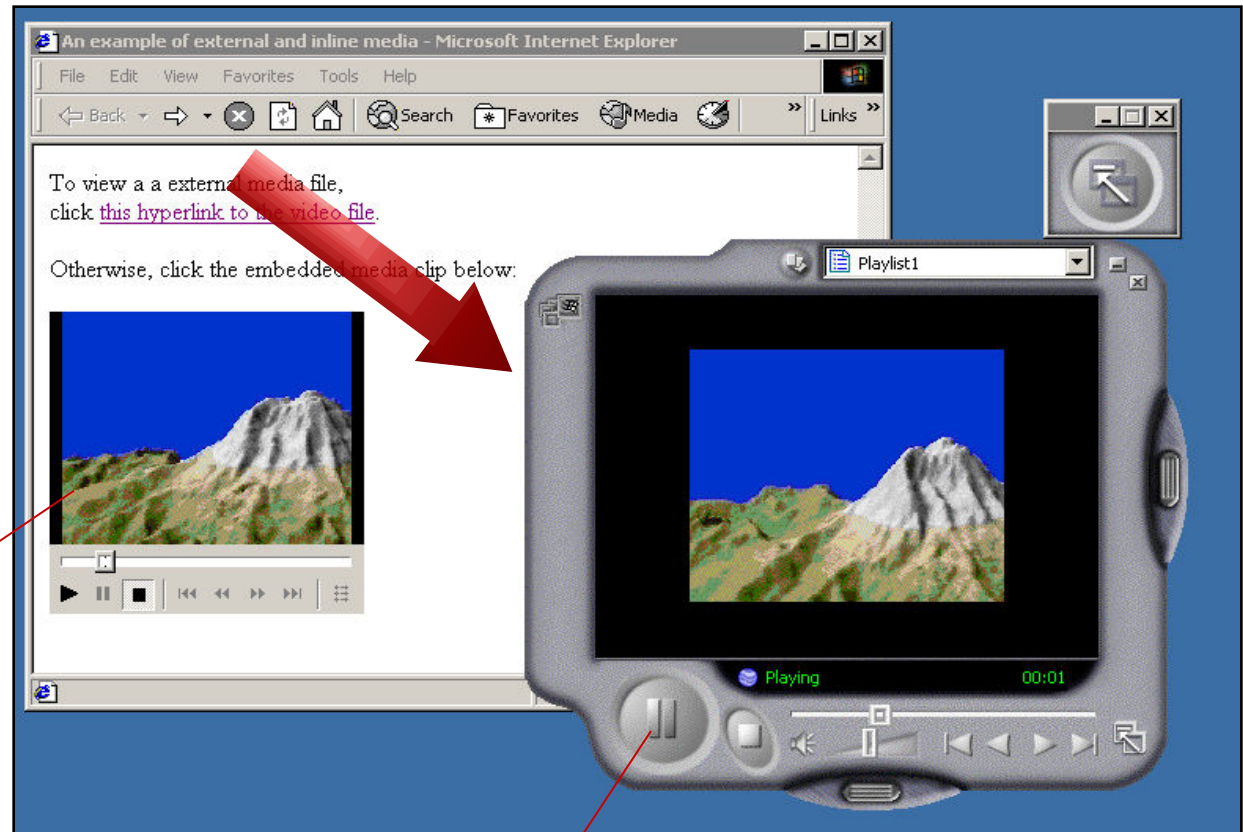 An example of external and inline media - Microsoft Internet Explorer
File Edit View Favorites Tools Help
Back Search Favorites Media » Links »
To view a a external media file,
click this hyperlink to the video file.
Otherwise, click the embedded media clip below:
Playlist1
Playing 00:01